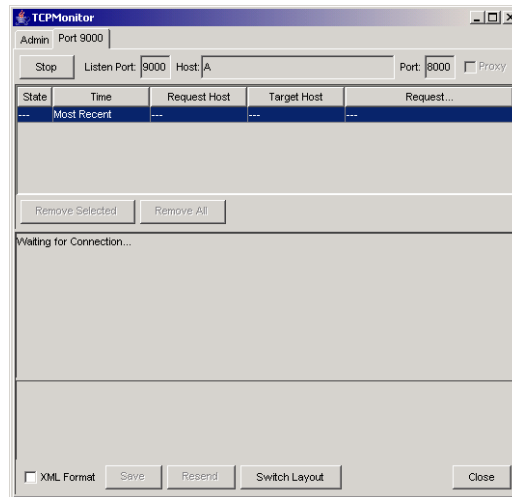 TCPMonitor
Admin Port 9000
Stop Listen Port: 9000 Host: A Port: 8000 Proxy
State Time Request Host Target Host Request...
--- Most Recent --- --- ---
Remove Selected Remove All
Waiting for Connection...
XML Format Save Resend Switch Layout Close